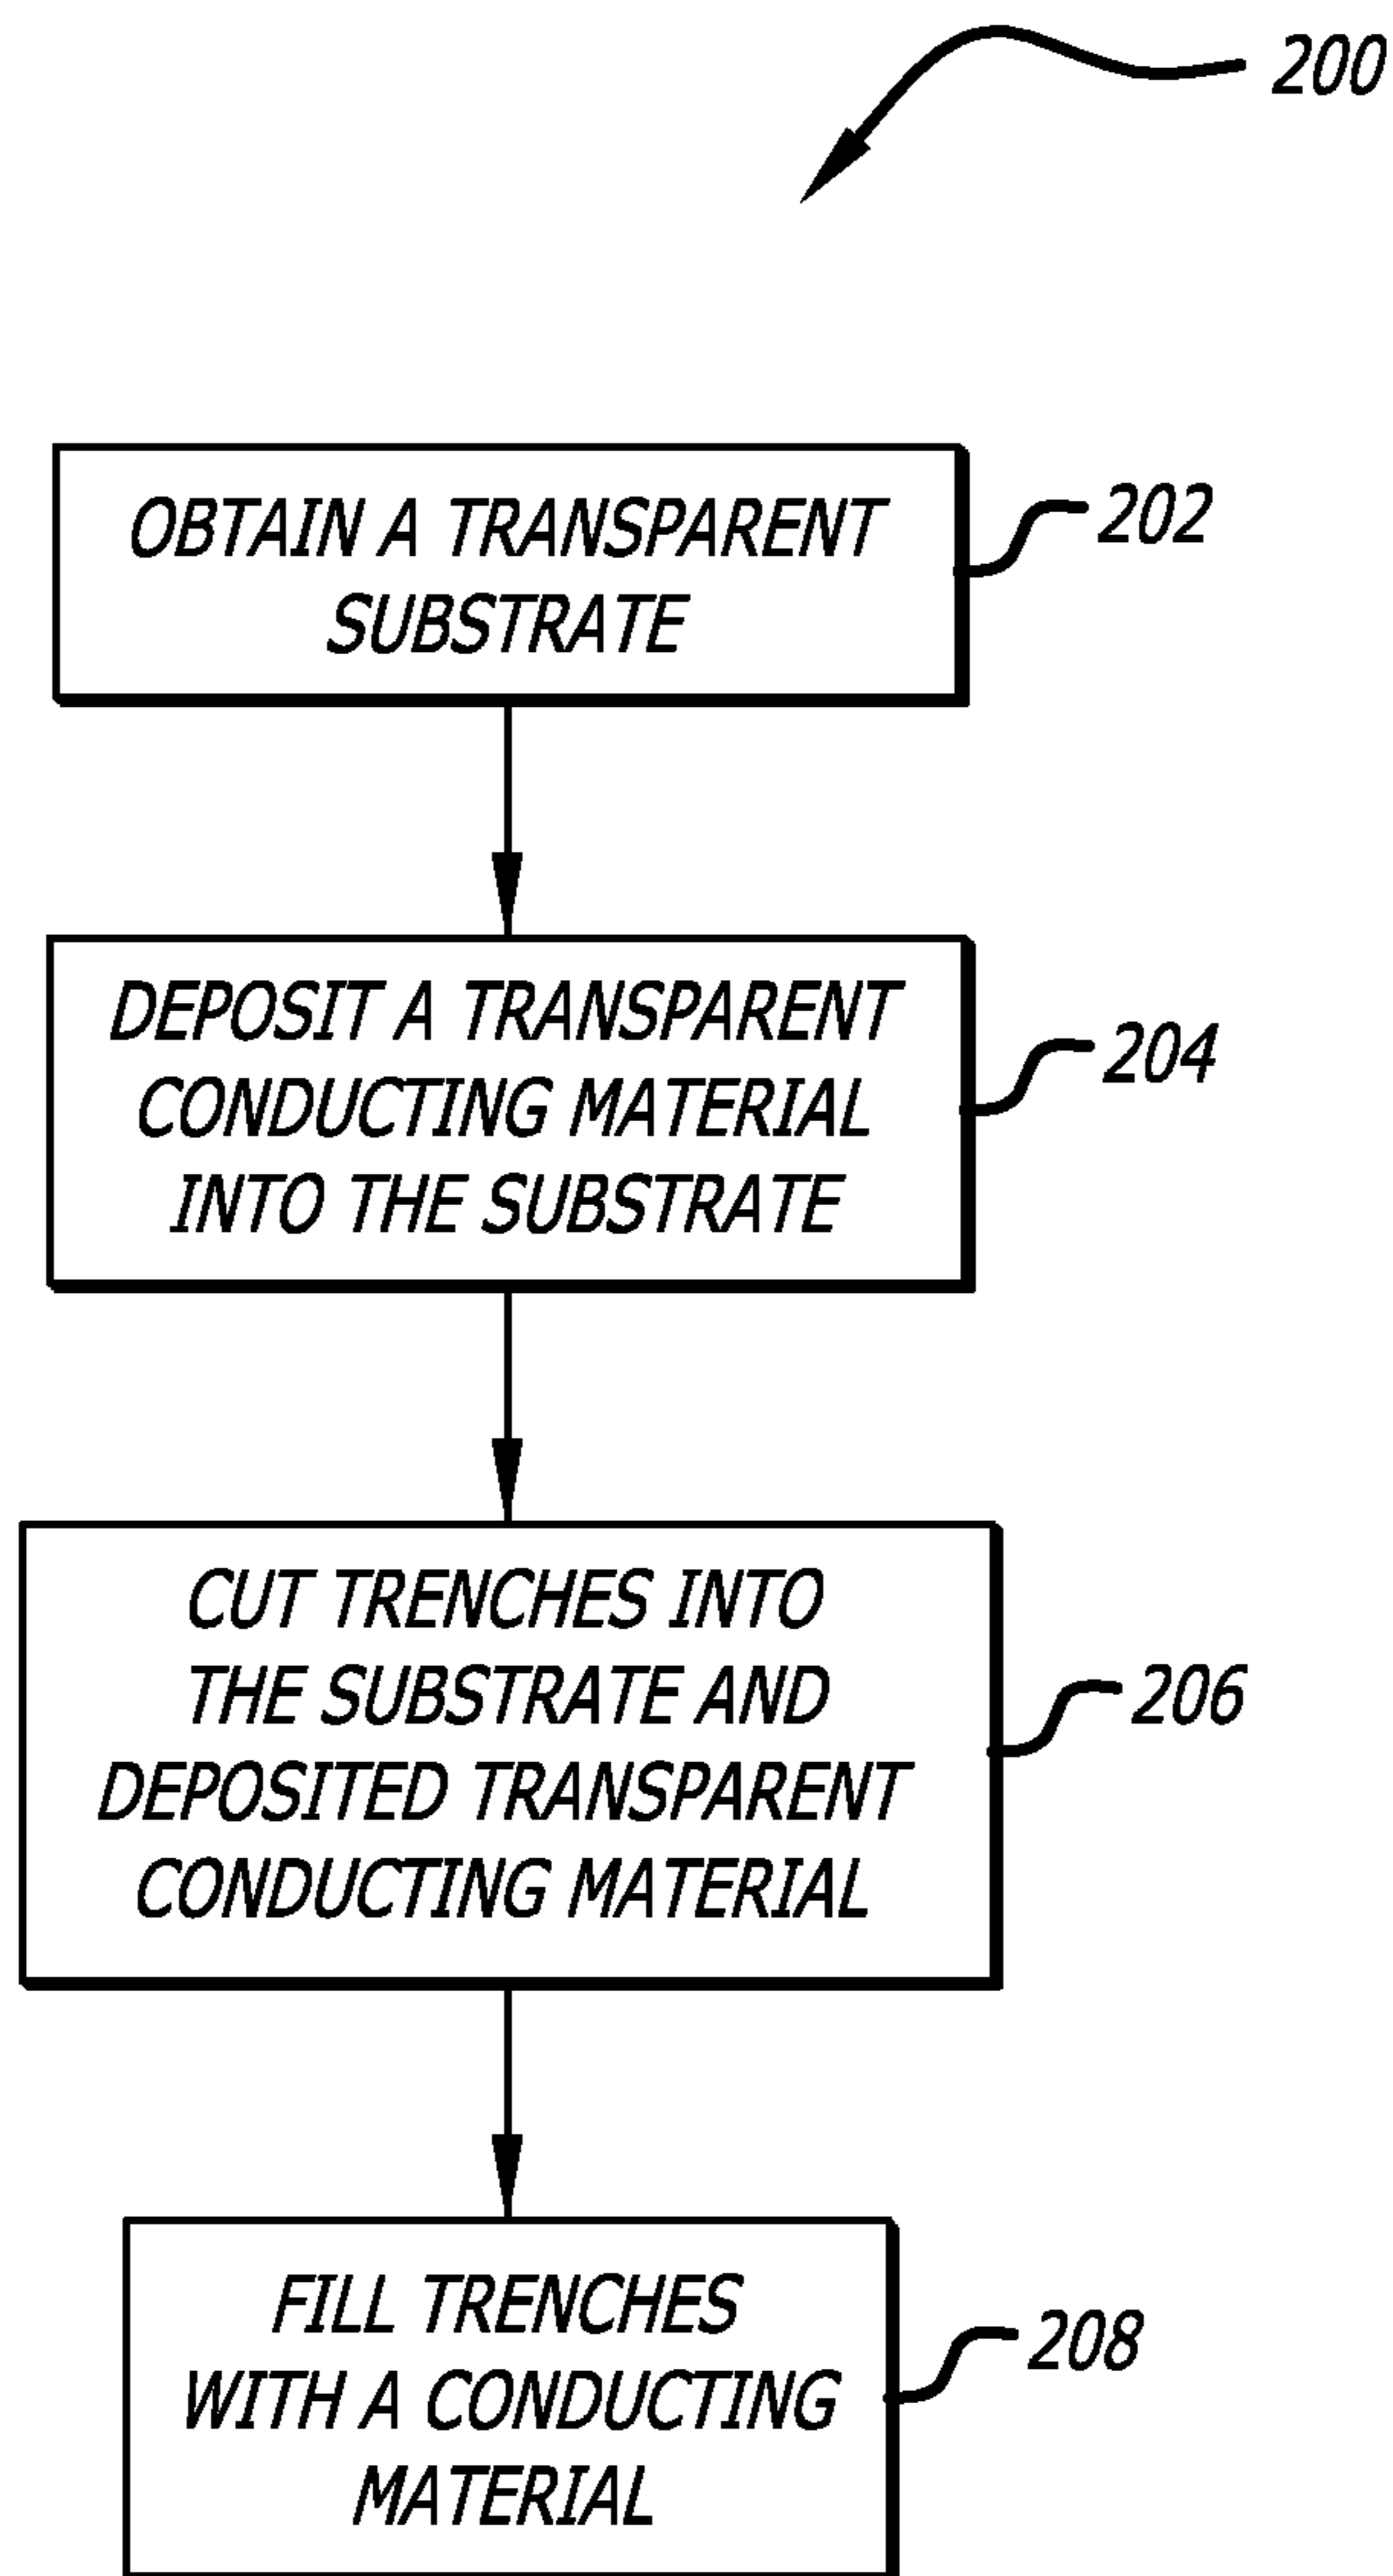 200
OBTAIN A TRANSPARENT
SUBSTRATE
202
DEPOSIT A TRANSPARENT
CONDUCTING MATERIAL
INTO THE SUBSTRATE
204
CUT TRENCHES INTO
THE SUBSTRATE AND
DEPOSITED TRANSPARENT
CONDUCTING MATERIAL
206
FILL TRENCHES
WITH A CONDUCTING
MATERIAL
208